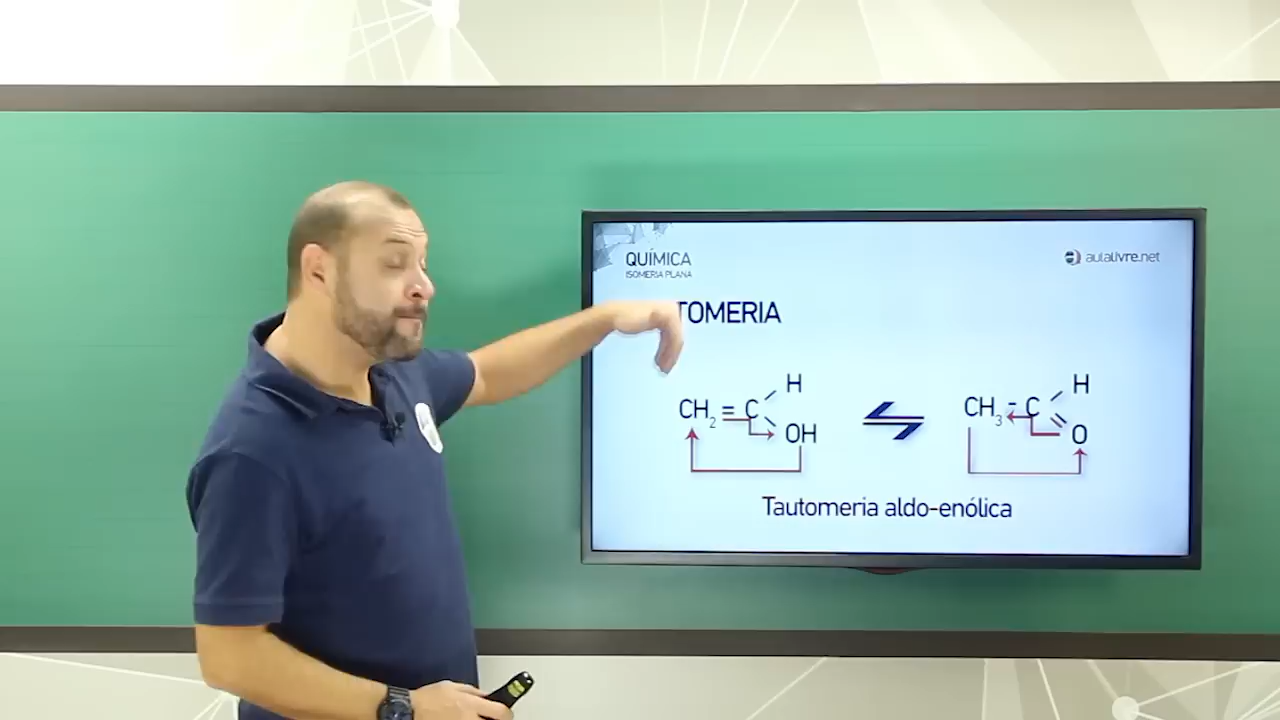 QUÍMICA
ISOMERIA PLANA
aulalivre.net
TOMERIA
H
CH2 = C
OH
H
CH3 - C
O
Tautomeria aldo-enólica